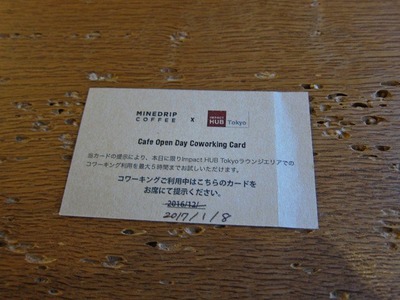 MINEDRIP
COFFEE
x
IMPACT
HUB
Tokyo
Cafe Open Day Coworking Card
当カードの提示により、本日に限りImpact HUB Tokyoラウンジエリアでの
コワーキング利用を最大5時間までお試しいただけます。
コワーキングご利用中はこちらのカードを
お席にて提示ください。
2016/12/
2017/1/8